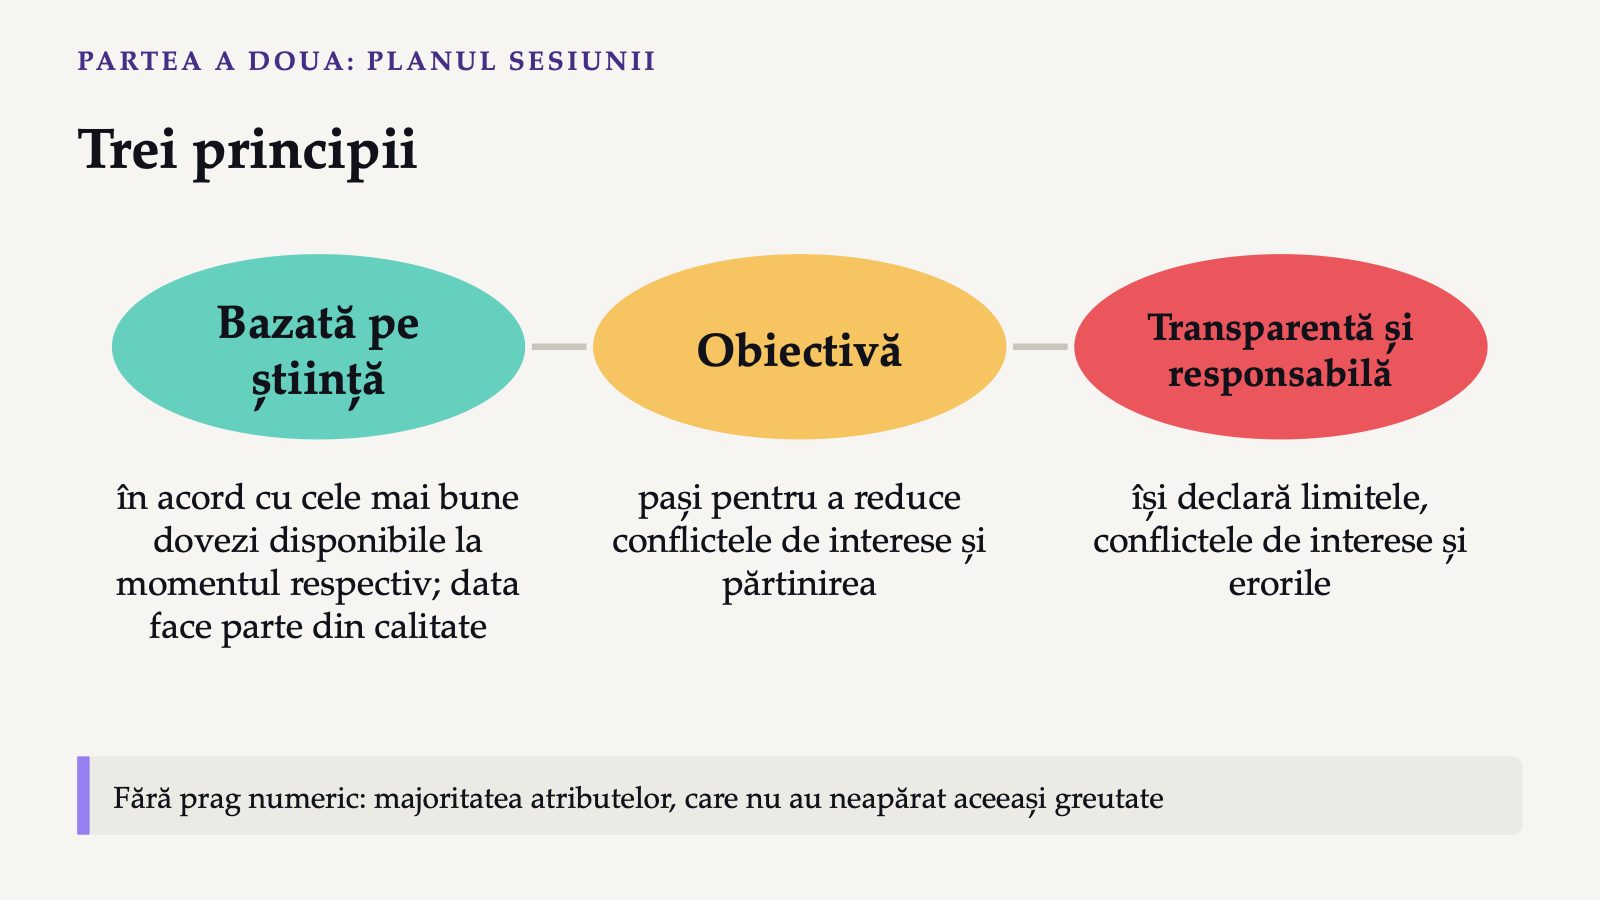 PARTEA A DOUA: PLANUL SESIUNII
Trei principii
Bazată pe
știință
Obiectivă
Transparentă și
responsabilă
în acord cu cele mai bune
dovezi disponibile la
momentul respectiv; data
face parte din calitate
pași pentru a reduce
conflictele de interese și
părtinirea
își declară limitele,
conflictele de interese și
erorile
Fără prag numeric: majoritatea atributelor, care nu au neapărat aceeași greutate